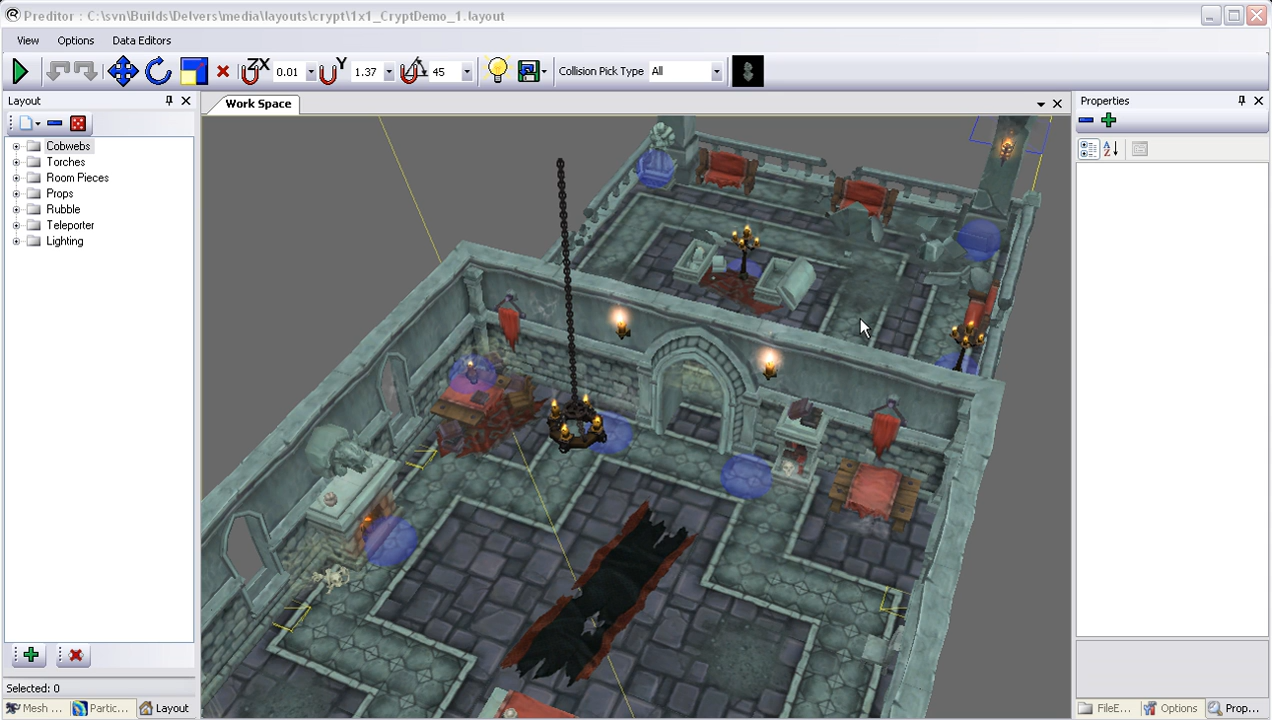 Preditor : C:\svn\Builds\Delvers\media\layouts\crypt\1x1_CryptDemo_1.layout
View Options Data Editors
ZX 0.01 Y 1.37 45 Collision Pick Type All
Layout
Work Space
Properties
Cobwebs
Torches
Room Pieces
Props
Rubble
Teleporter
Lighting
Selected: 0
Mesh ... Partic... Layout
FileE... Options Prop...